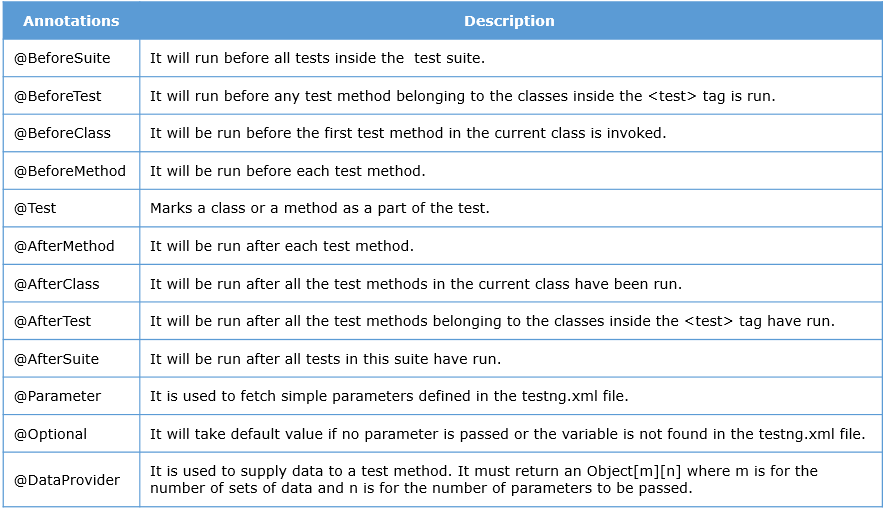 Annotations Description
@BeforeSuite It will run before all tests inside the test suite.
@BeforeTest It will run before any test method belonging to the classes inside the <test> tag is run.
@BeforeClass It will be run before the first test method in the current class is invoked.
@BeforeMethod It will be run before each test method.
@Test Marks a class or a method as a part of the test.
@AfterMethod It will be run after each test method.
@AfterClass It will be run after all the test methods in the current class have been run.
@AfterTest It will be run after all the test methods belonging to the classes inside the <test> tag have run.
@AfterSuite It will be run after all tests in this suite have run.
@Parameter It is used to fetch simple parameters defined in the testng.xml file.
@Optional It will take default value if no parameter is passed or the variable is not found in the testng.xml file.
@DataProvider It is used to supply data to a test method. It must return an Object[m][n] where m is for the
number of sets of data and n is for the number of parameters to be passed.